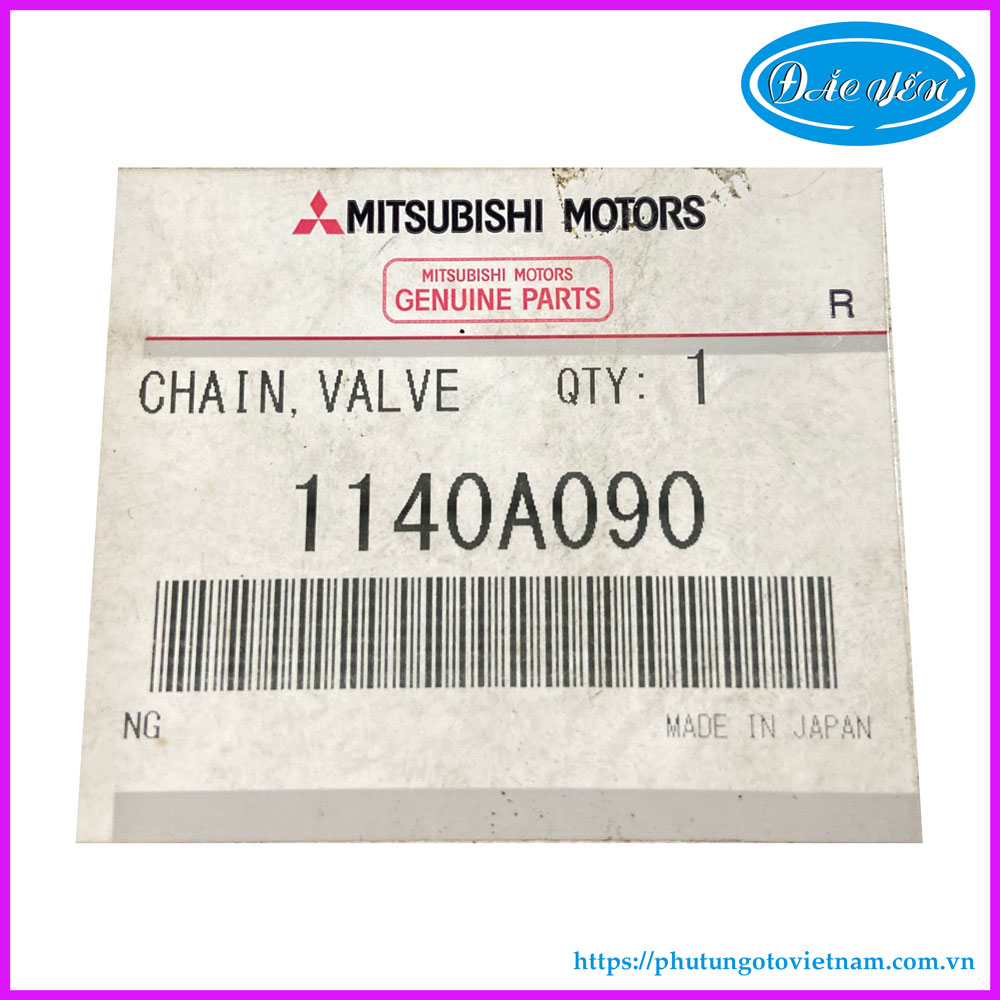 ĐẮC YẾN
MITSUBISHI MOTORS
MITSUBISHI MOTORS
GENUINE PARTS
R
CHAIN, VALVE QTY: 1
1140A090
NG MADE IN JAPAN
https://phutungotovietnam.com.vn